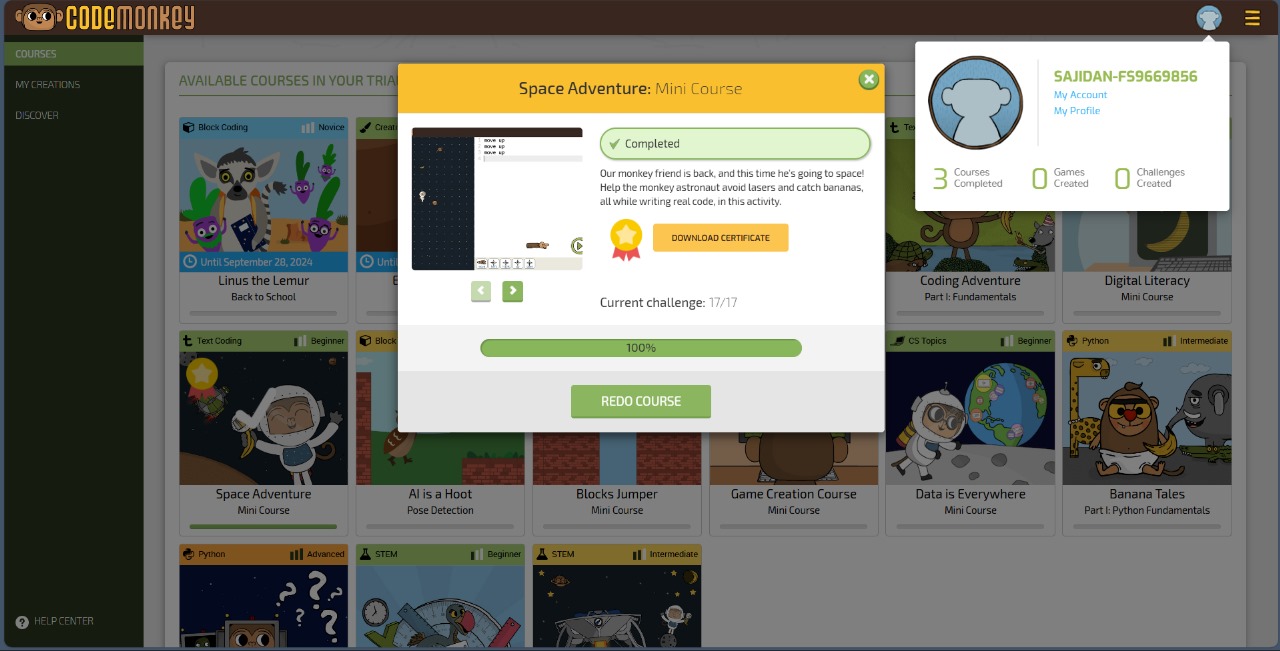 CODEMONKEY
COURSES
MY CREATIONS
DISCOVER
HELP CENTER
SAJIDAN-FS9669856
My Account
My Profile
3 Courses Completed
0 Games Created
0 Challenges Created
AVAILABLE COURSES IN YOUR TRIA
Space Adventure: Mini Course
move up
move up
move up
Completed
Our monkey friend is back, and this time he's going to space!
Help the monkey astronaut avoid lasers and catch bananas,
all while writing real code, in this activity.
DOWNLOAD CERTIFICATE
Current challenge: 17/17
100%
REDO COURSE
Block Coding Novice
Until September 28, 2024
Linus the Lemur
Back to School
Creat
Until
Te
Coding Adventure
Part I: Fundamentals
Digital Literacy
Mini Course
Text Coding Beginner
Space Adventure
Mini Course
Block
AI is a Hoot
Pose Detection
Blocks Jumper
Mini Course
Game Creation Course
Mini Course
CS Topics Beginner
Data is Everywhere
Mini Course
Python Intermediate
Banana Tales
Part I: Python Fundamentals
Python Advanced
STEM Beginner
STEM Intermediate